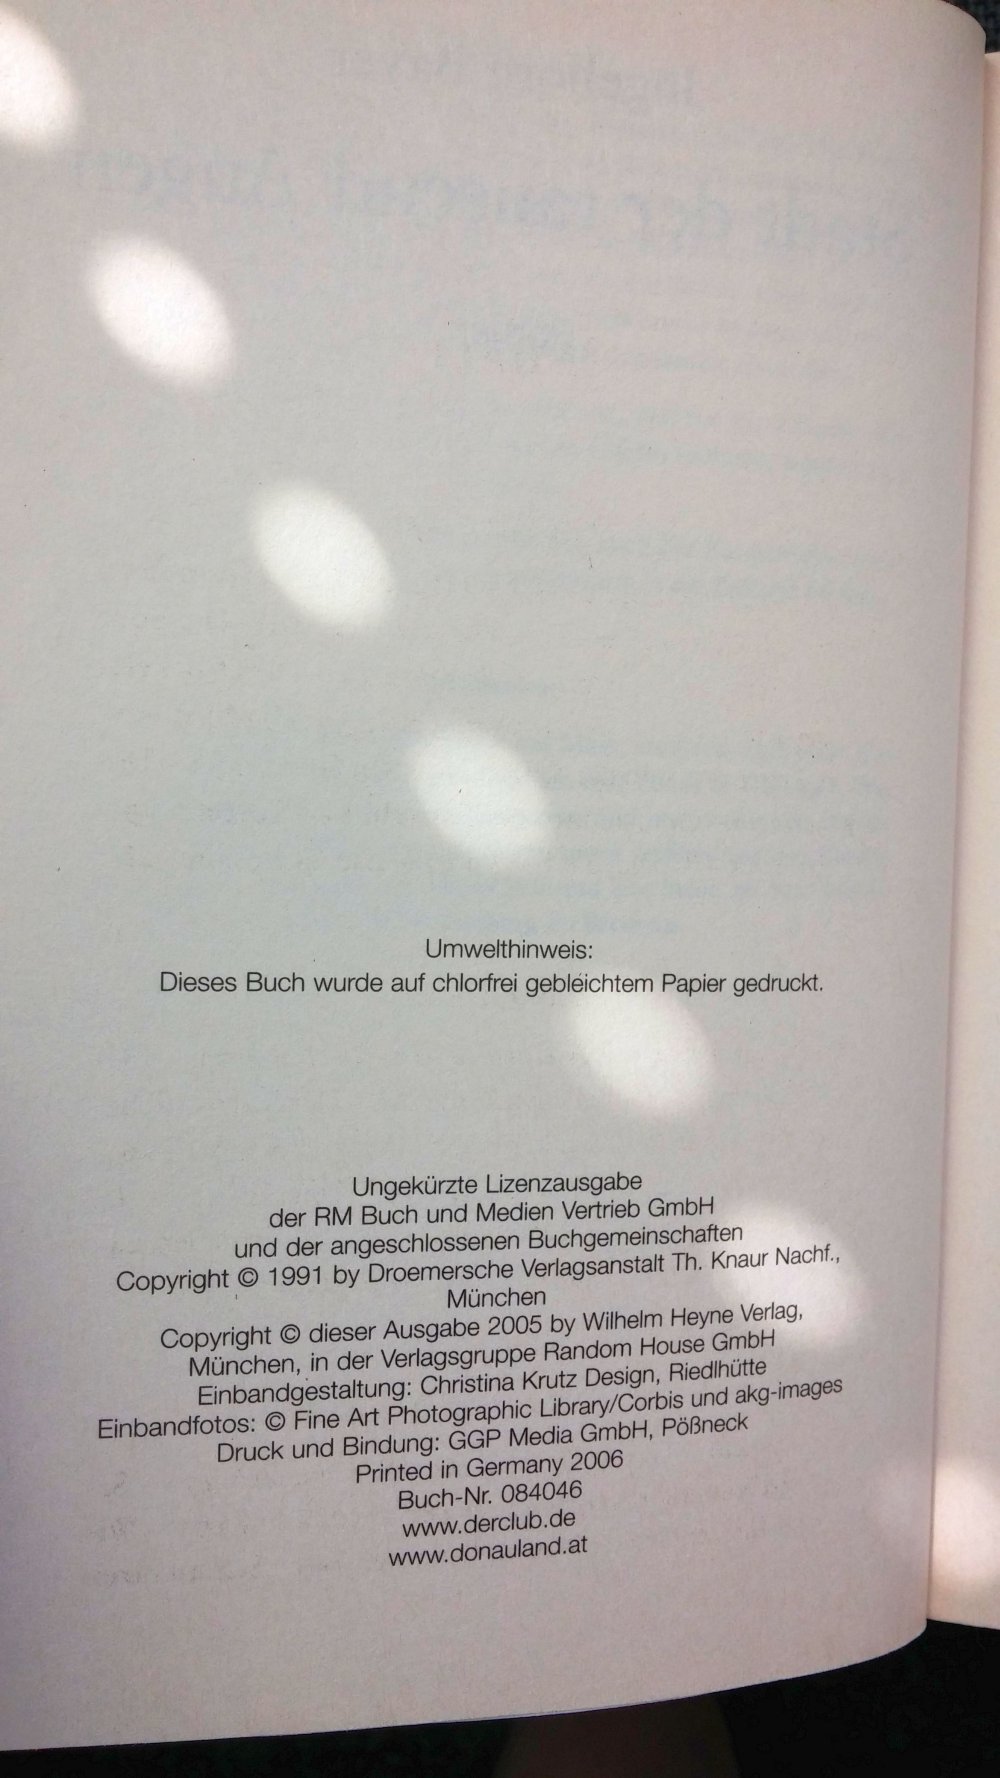 Umwelthinweis:
Dieses Buch wurde auf chlorfrei gebleichtem Papier gedruckt.
Ungekürzte Lizenzausgabe
der RM Buch und Medien Vertrieb GmbH
und der angeschlossenen Buchgemeinschaften
Copyright © 1991 by Droemersche Verlagsanstalt Th. Knaur Nachf.,
München
Copyright © dieser Ausgabe 2005 by Wilhelm Heyne Verlag,
München, in der Verlagsgruppe Random House GmbH
Einbandgestaltung: Christina Krutz Design, Riedlhütte
Einbandfotos: © Fine Art Photographic Library/Corbis und akg-images
Druck und Bindung: GGP Media GmbH, Pößneck
Printed in Germany 2006
Buch-Nr. 084046
www.derclub.de
www.donauland.at